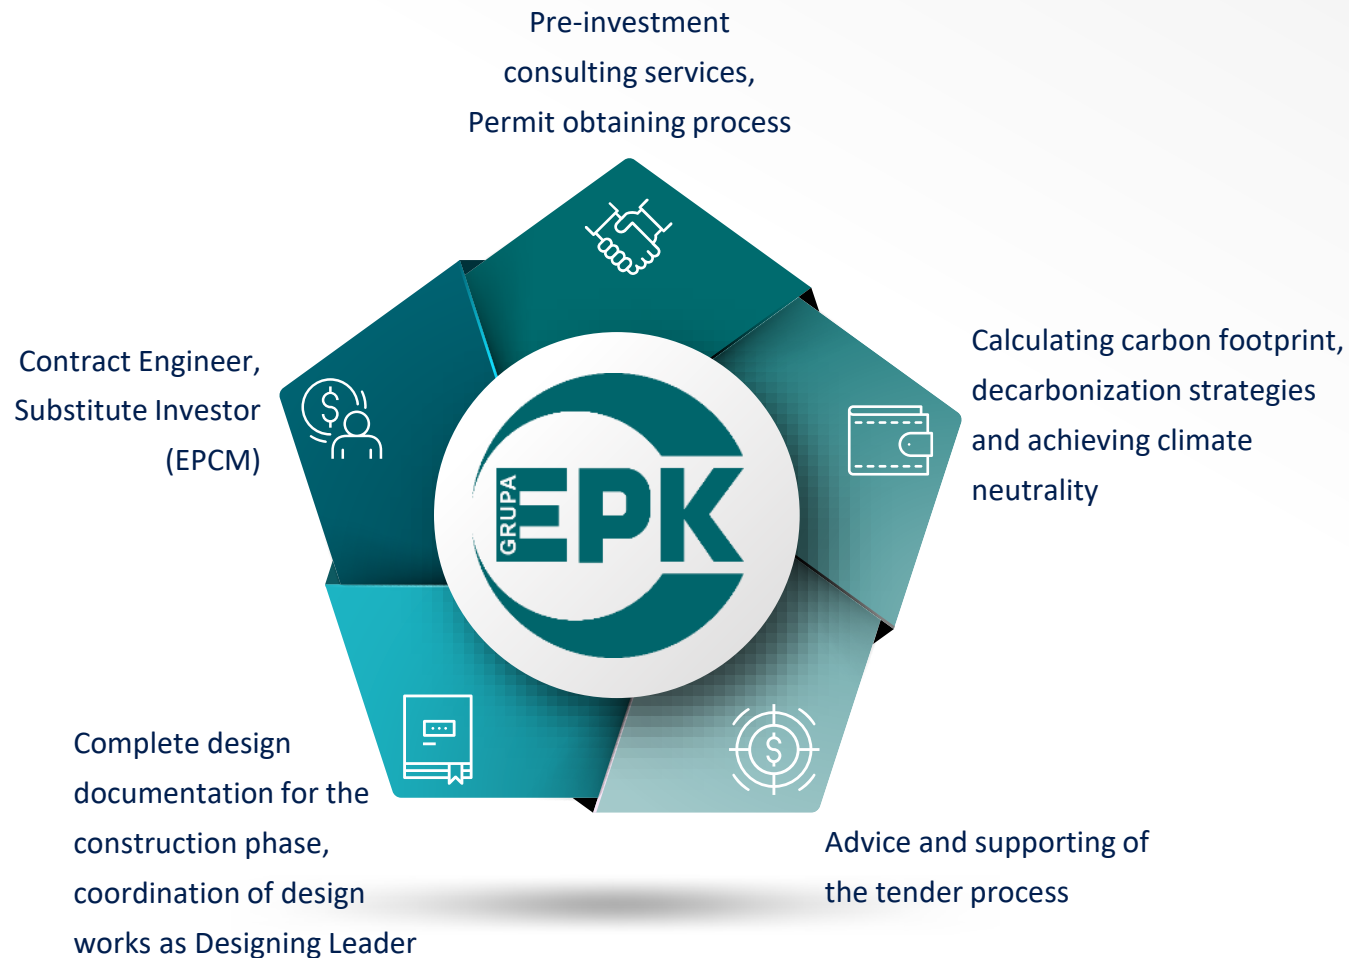 Pre-investment
consulting services,
Permit obtaining process
Contract Engineer,
Substitute Investor
(EPCM)
Calculating carbon footprint,
decarbonization strategies
and achieving climate
neutrality
GRUPA
EPK
Complete design
documentation for the
construction phase,
coordination of design
works as Designing Leader
Advice and supporting of
the tender process